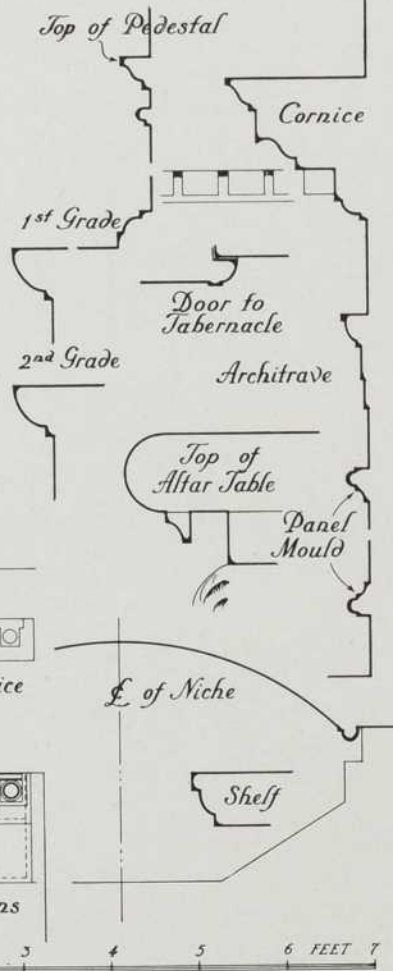 Top of Pedestal
Cornice
1st Grade
Door to
Tabernacle
2nd Grade
Architrave
Top of
Altar Table
Panel
Mould
ice
℄ of Niche
Shelf
ns
3 4 5 6 FEET 7